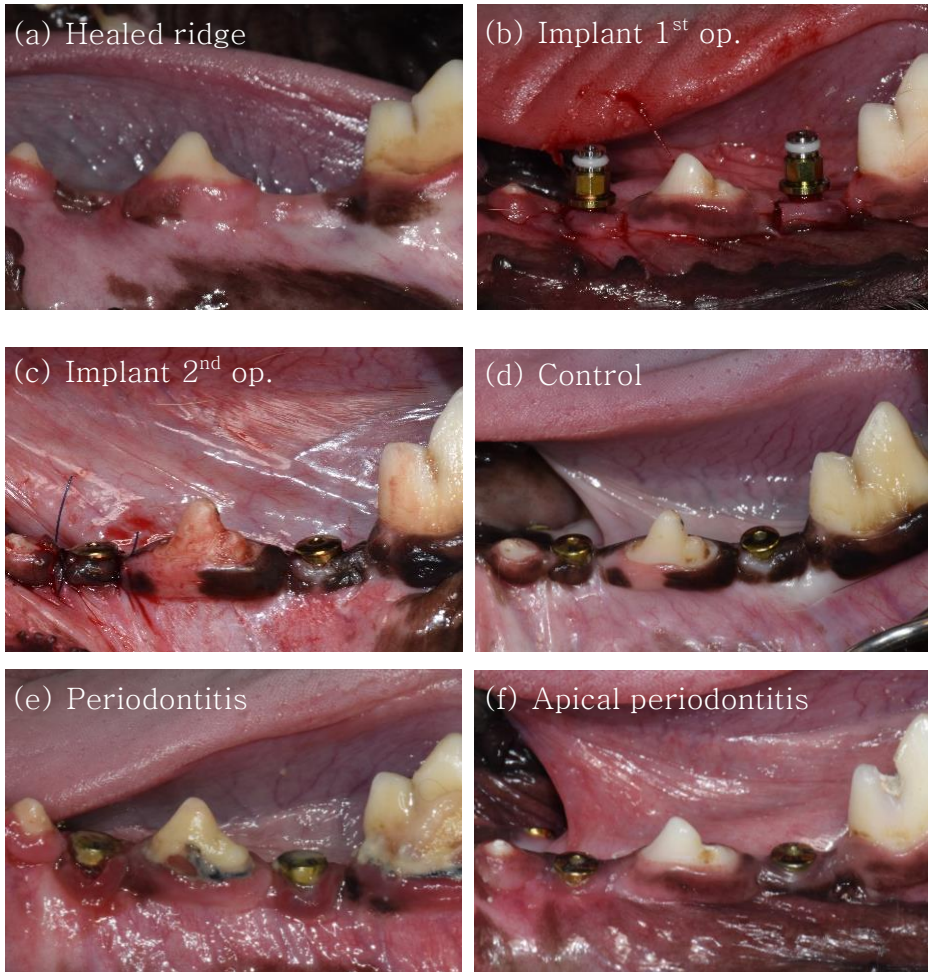 (a) Healed ridge
(b) Implant 1st op.
(c) Implant 2nd op.
(d) Control
(e) Periodontitis
(f) Apical periodontitis